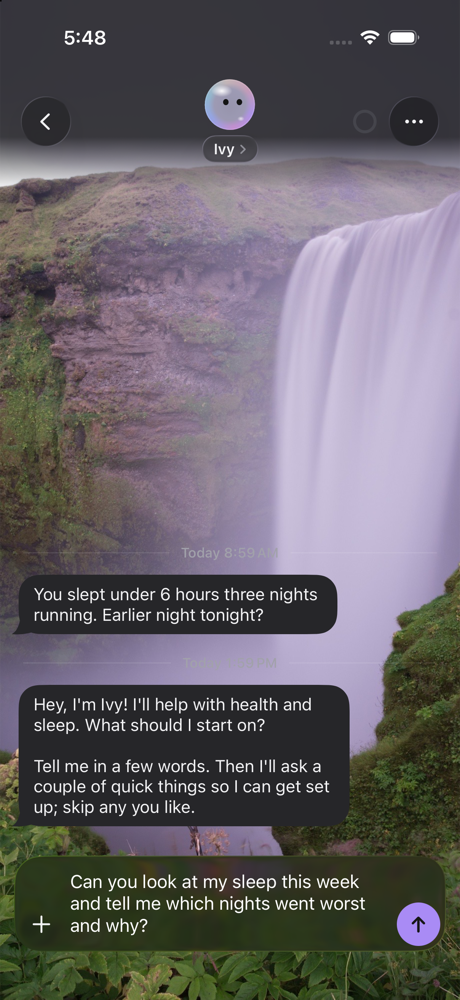 5:48
Ivy
Today 8:59 AM
You slept under 6 hours three nights
running. Earlier night tonight?
Today PM
Hey, I'm Ivy! I'll help with health and
sleep. What should I start on?
Tell me in a few words. Then I'll ask a
couple of quick things so I can get set
up; skip any you like.
Can you look at my sleep this week
and tell me which nights went worst
and why?